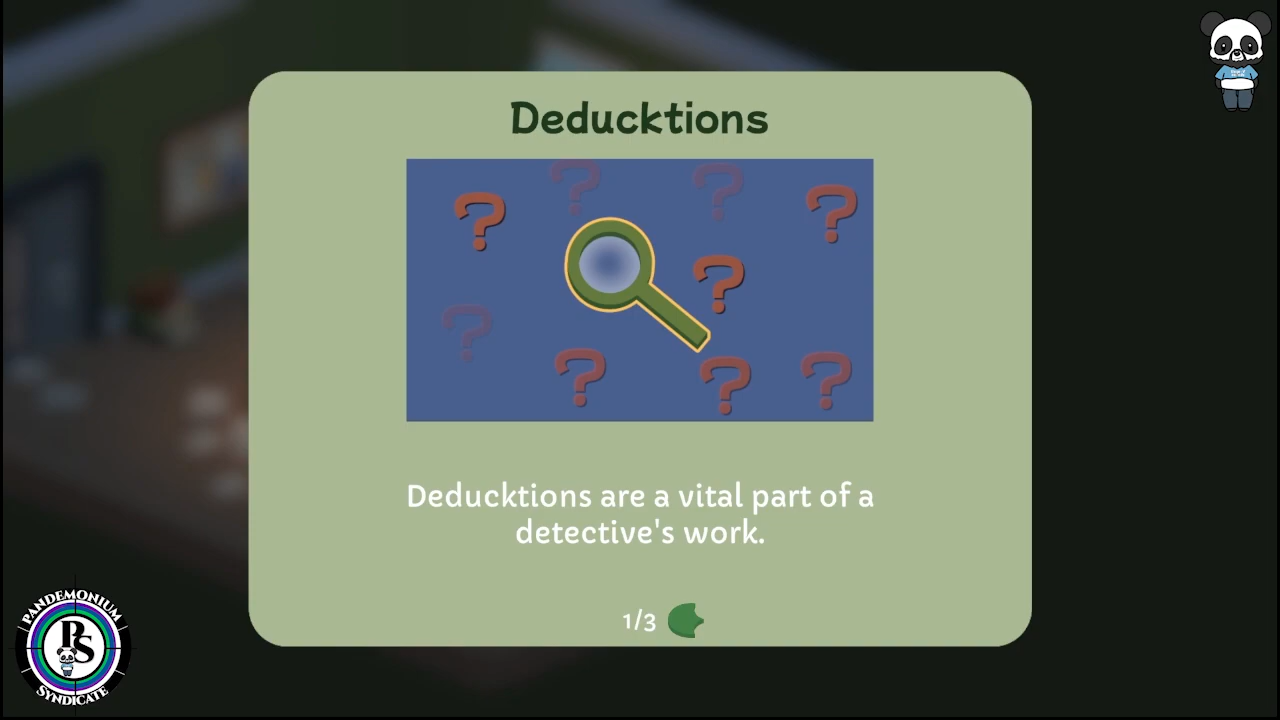 Deducktions
? ? ?
? ?
?
?
? ? ?
Deducktions are a vital part of a
detective's work.
1/3
PANDEMONIUM
PS
SYNDICATE